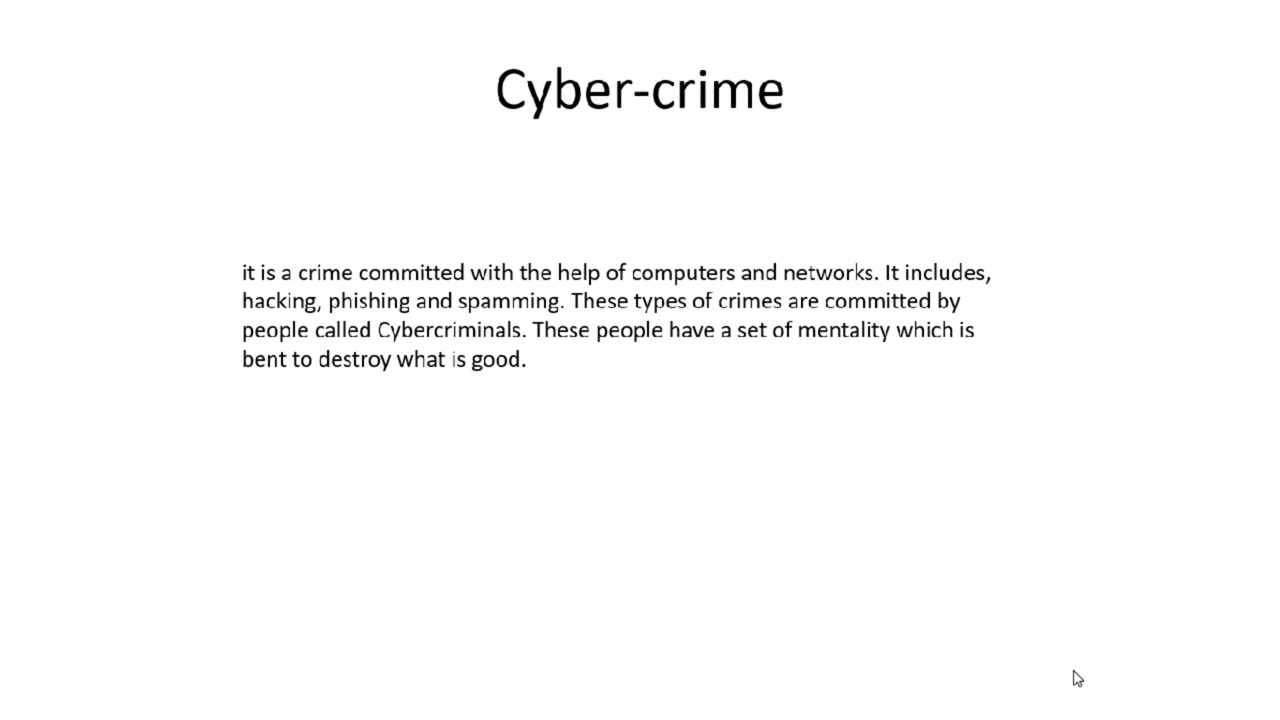 Cyber-crime
it is a crime committed with the help of computers and networks. It includes,
hacking, phishing and spamming. These types of crimes are committed by
people called Cybercriminals. These people have a set of mentality which is
bent to destroy what is good.